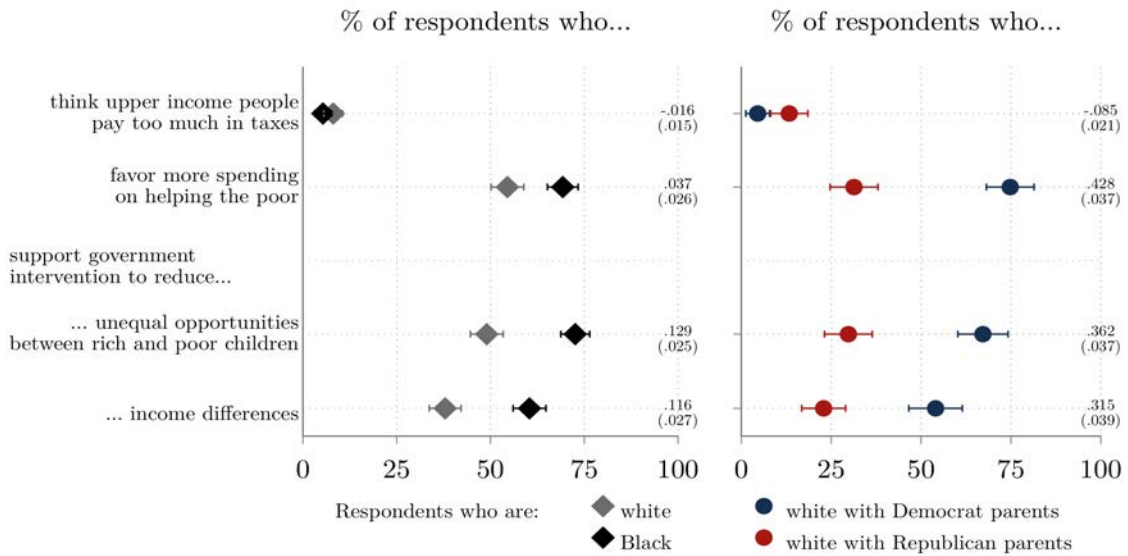 % of respondents who...
% of respondents who...
think upper income people
pay too much in taxes
-.016
(.015)
-.085
(.021)
favor more spending
on helping the poor
.037
(.026)
.428
(.037)
support government
intervention to reduce...
... unequal opportunities
between rich and poor children
.129
(.025)
.362
(.037)
... income differences
.116
(.027)
.315
(.039)
0 25 50 75 100
0 25 50 75 100
Respondents who are:
white
Black
white with Democrat parents
white with Republican parents